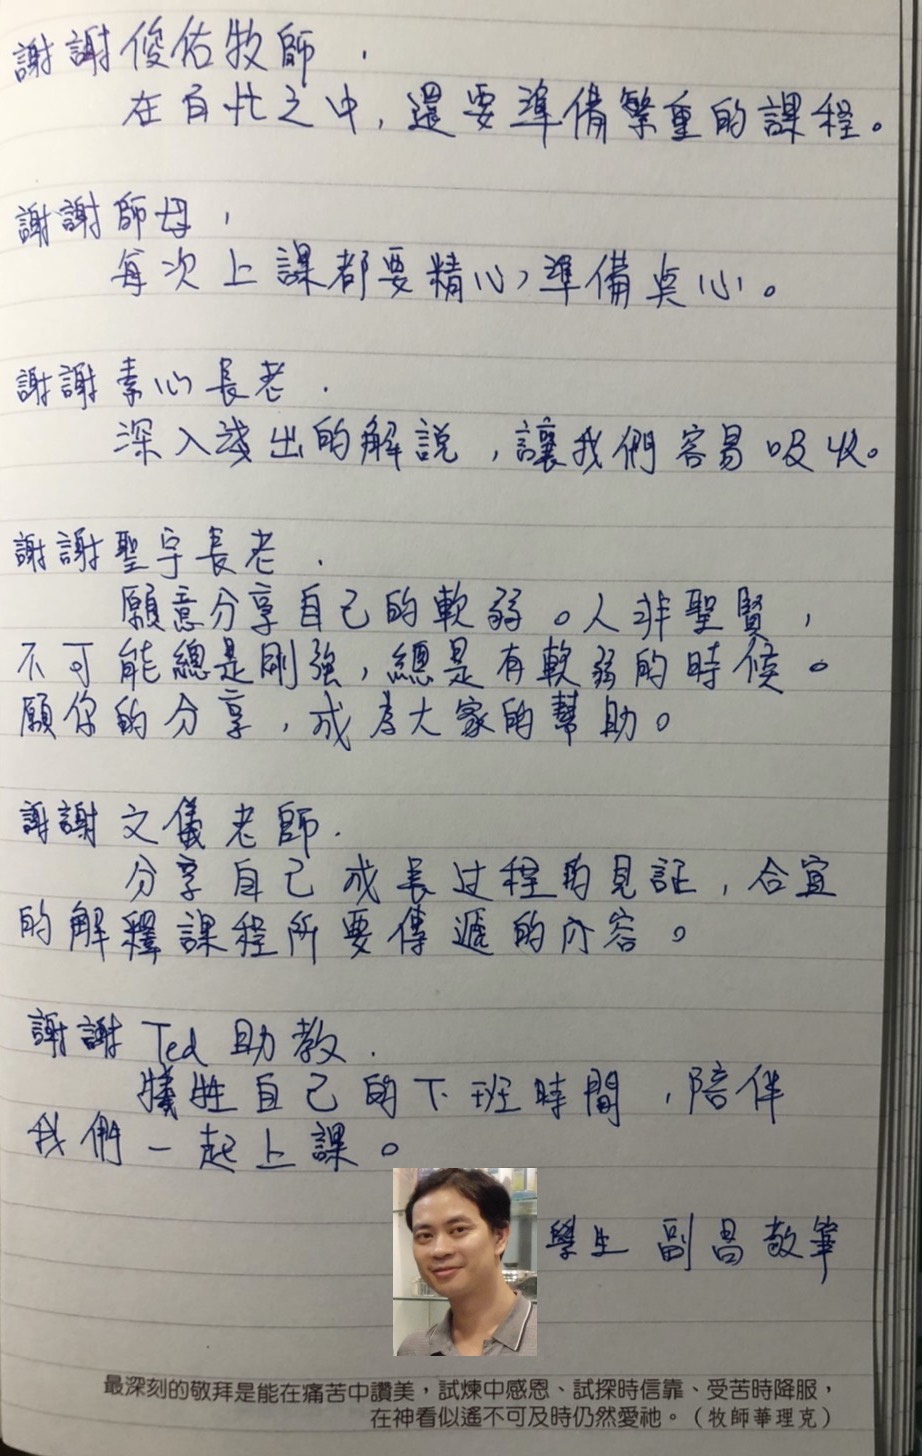 謝謝俊佑牧師，
在百忙之中，還要準備繁重的課程。
謝謝師母，
每次上課都要精心準備點心。
謝謝素心長老．
深入淺出的解說，讓我們容易吸收。
謝謝聖宇長老．
願意分享自己的軟弱。人非聖賢，
不可能總是剛強，總是有軟弱的時候。
願你的分享，成為大家的幫助。
謝謝文儀老師．
分享自己成長过程的見証，合宜
的解釋課程所要傳遞的內容。
謝謝 Ted 助教．
犧牲自己的下班時間，陪伴
我們一起上課。
學生 副昌敬筆
最深刻的敬拜是能在痛苦中讚美，試煉中感恩、試探時信靠、受苦時降服，
在神看似遙不可及時仍然愛祂。（牧師華理克）